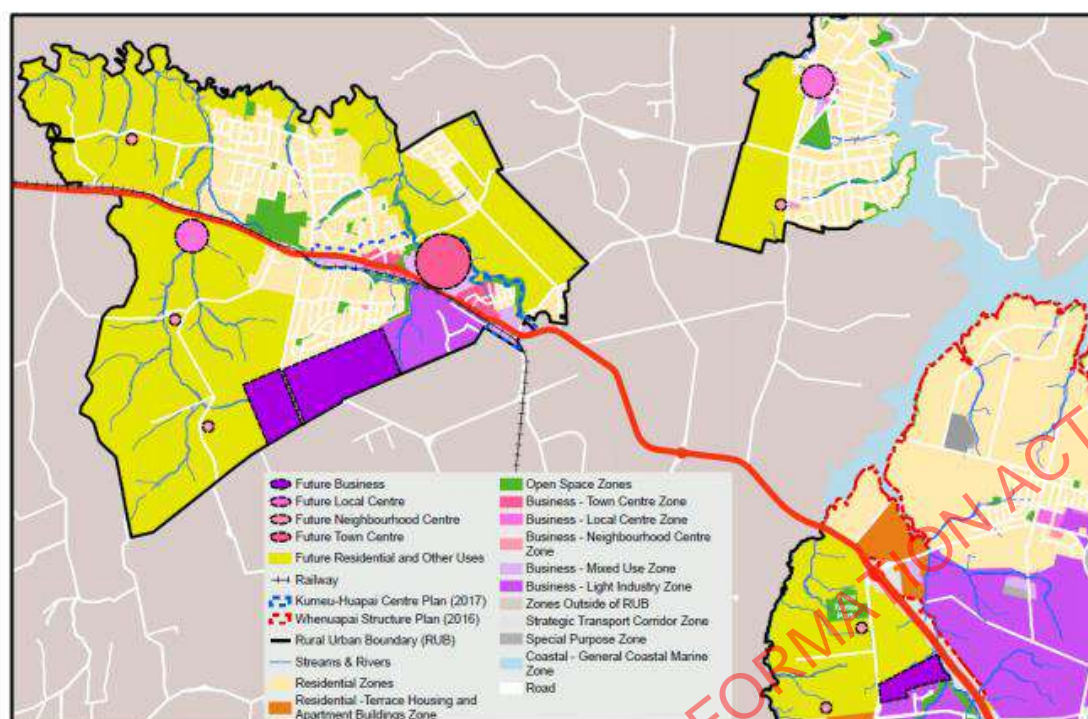 Future Business
Future Local Centre
Future Neighbourhood Centre
Future Town Centre
Future Residential and Other Uses
Railway
Kumeu-Huapai Centre Plan (2017)
Whenuapai Structure Plan (2016)
Rural Urban Boundary (RUB)
Streams & Rivers
Residential Zones
Residential -Terrace Housing and
Apartment Buildings Zone
Open Space Zones
Business - Town Centre Zone
Business - Local Centre Zone
Business - Neighbourhood Centre
Zone
Business - Mixed Use Zone
Business - Light Industry Zone
Zones Outside of RUB
Strategic Transport Corridor Zone
Special Purpose Zone
Coastal - General Coastal Marine
Zone
Road
FORMATION ACT